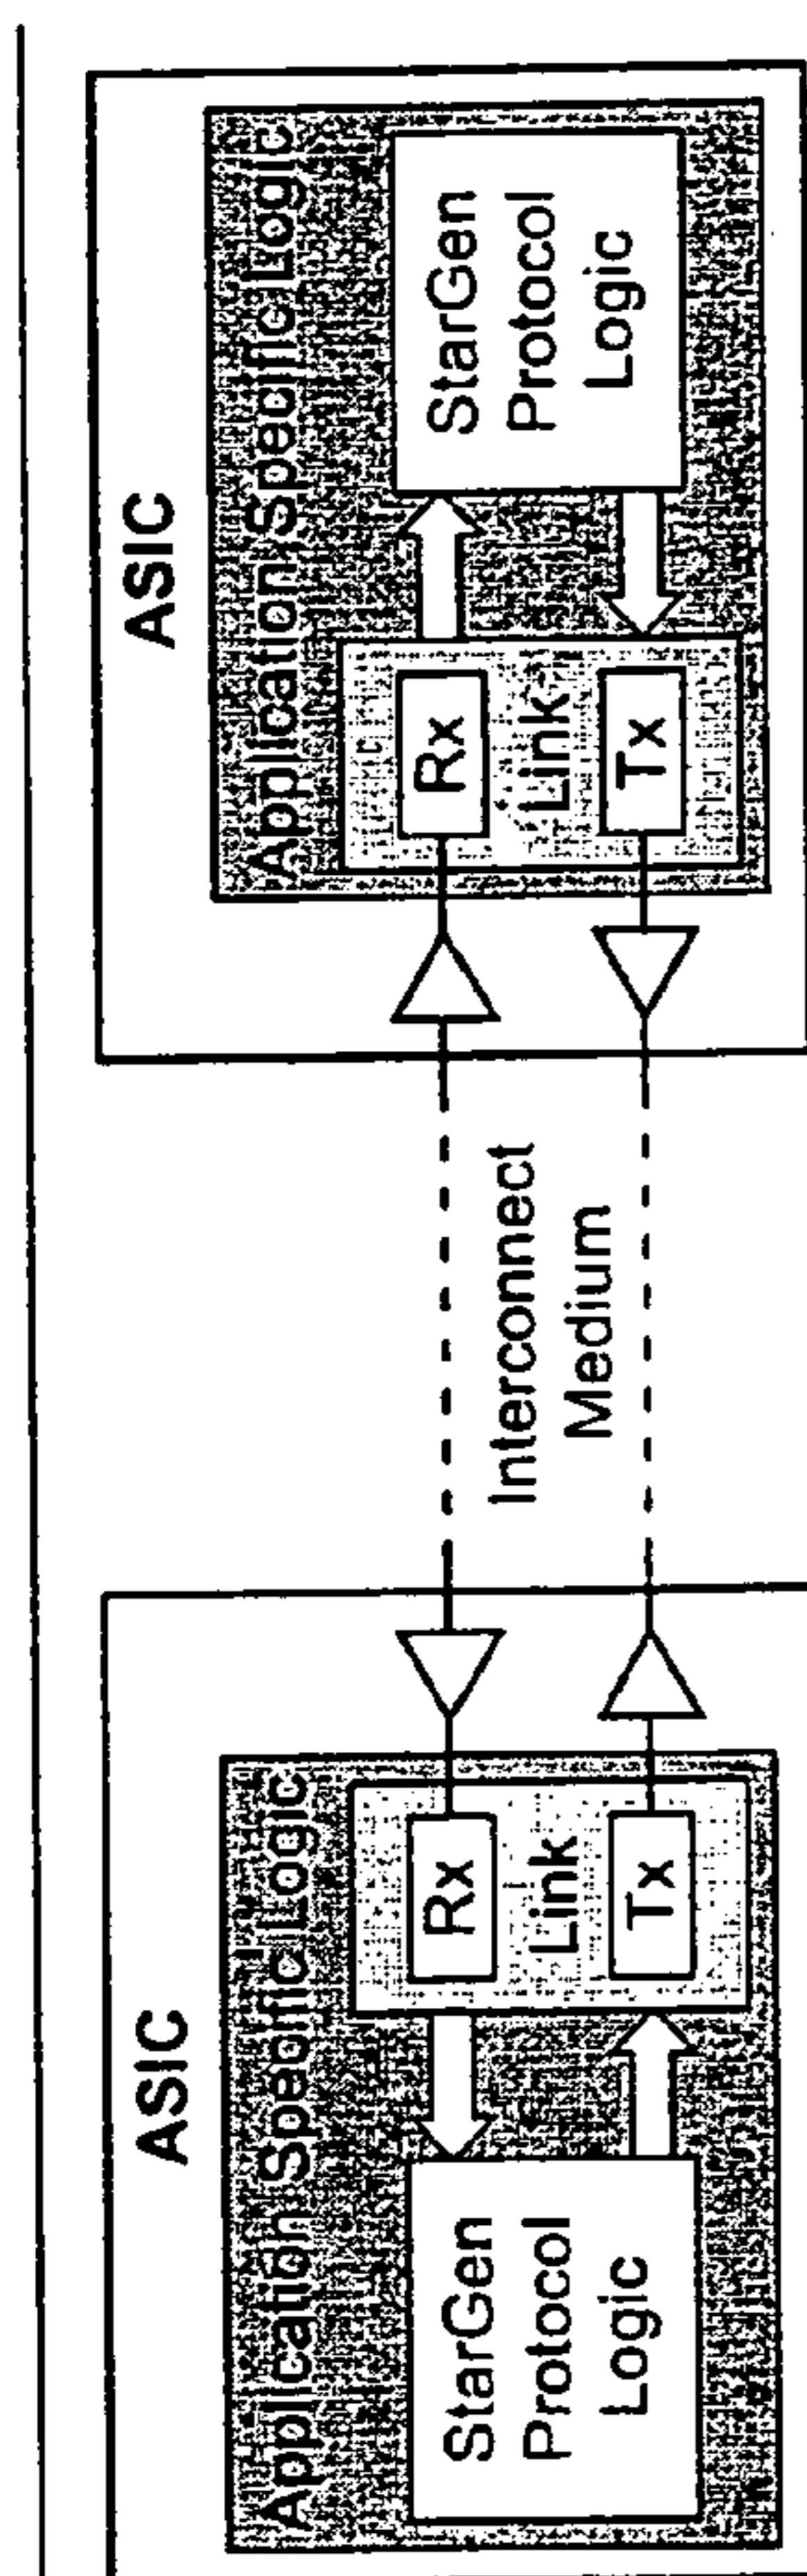 ASIC
Application Specific Logic
StarGen
Protocol
Logic
Rx
Link
Tx
Interconnect
Medium
ASIC
Application Specific Logic
Rx
Link
Tx
StarGen
Protocol
Logic